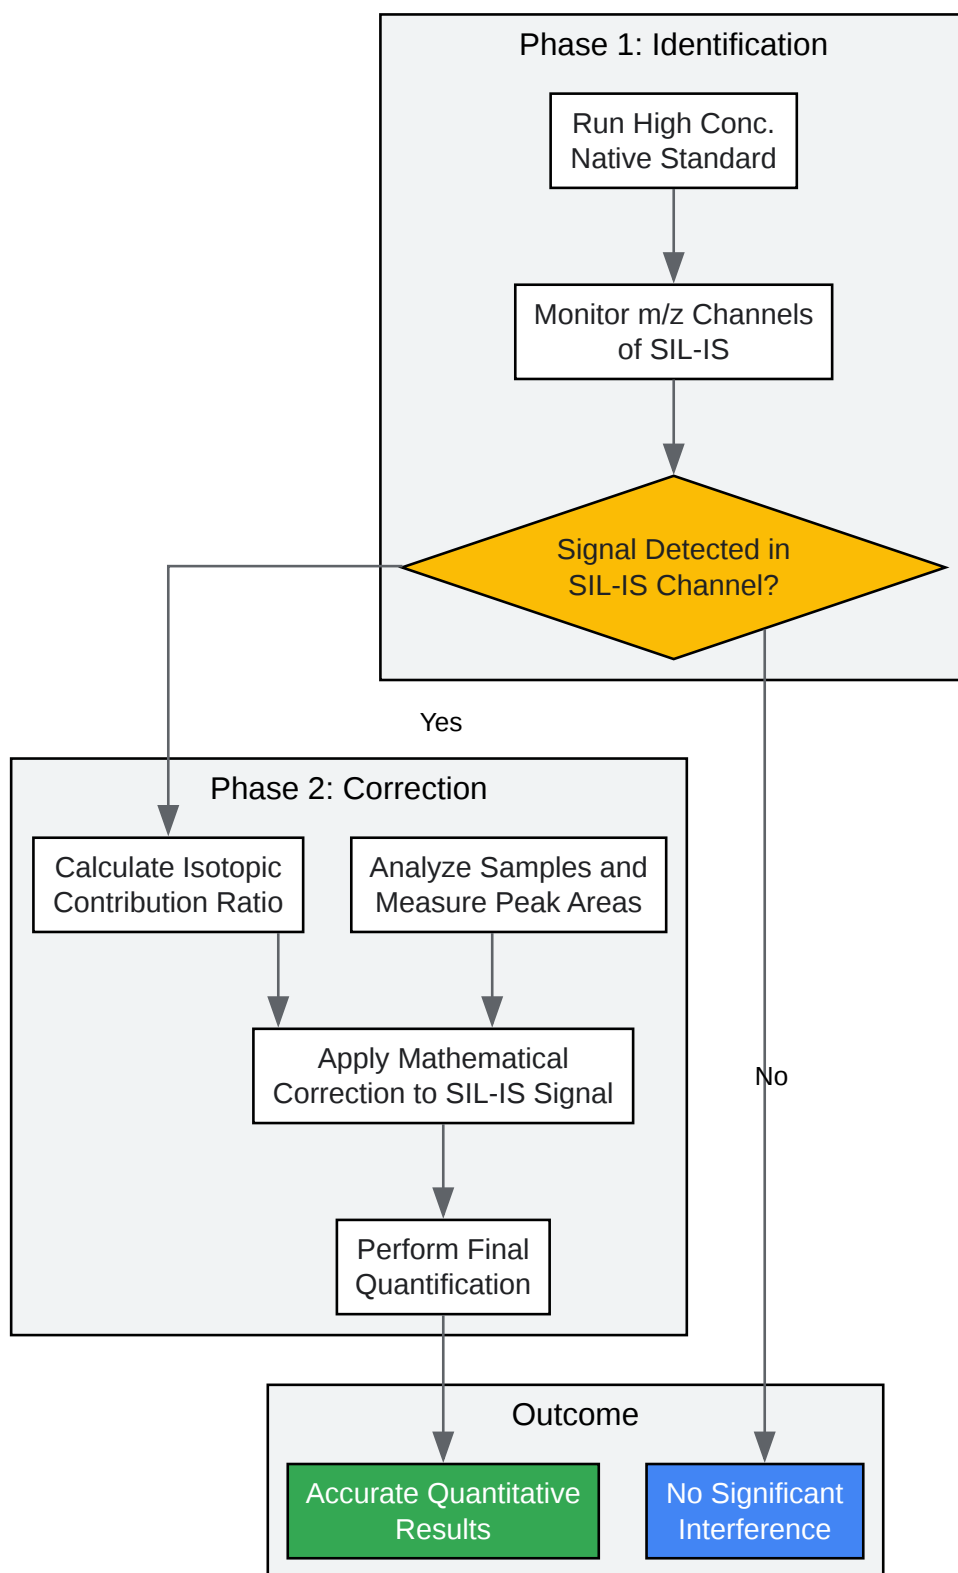 Phase 1: Identification
Run High Conc.
Native Standard
Monitor m/z Channels
of SIL-IS
Signal Detected in
SIL-IS Channel?
Yes
Phase 2: Correction
Calculate Isotopic
Contribution Ratio
Analyze Samples and
Measure Peak Areas
Apply Mathematical
Correction to SIL-IS Signal
No
Perform Final
Quantification
Outcome
Accurate Quantitative
Results
No Significant
Interference